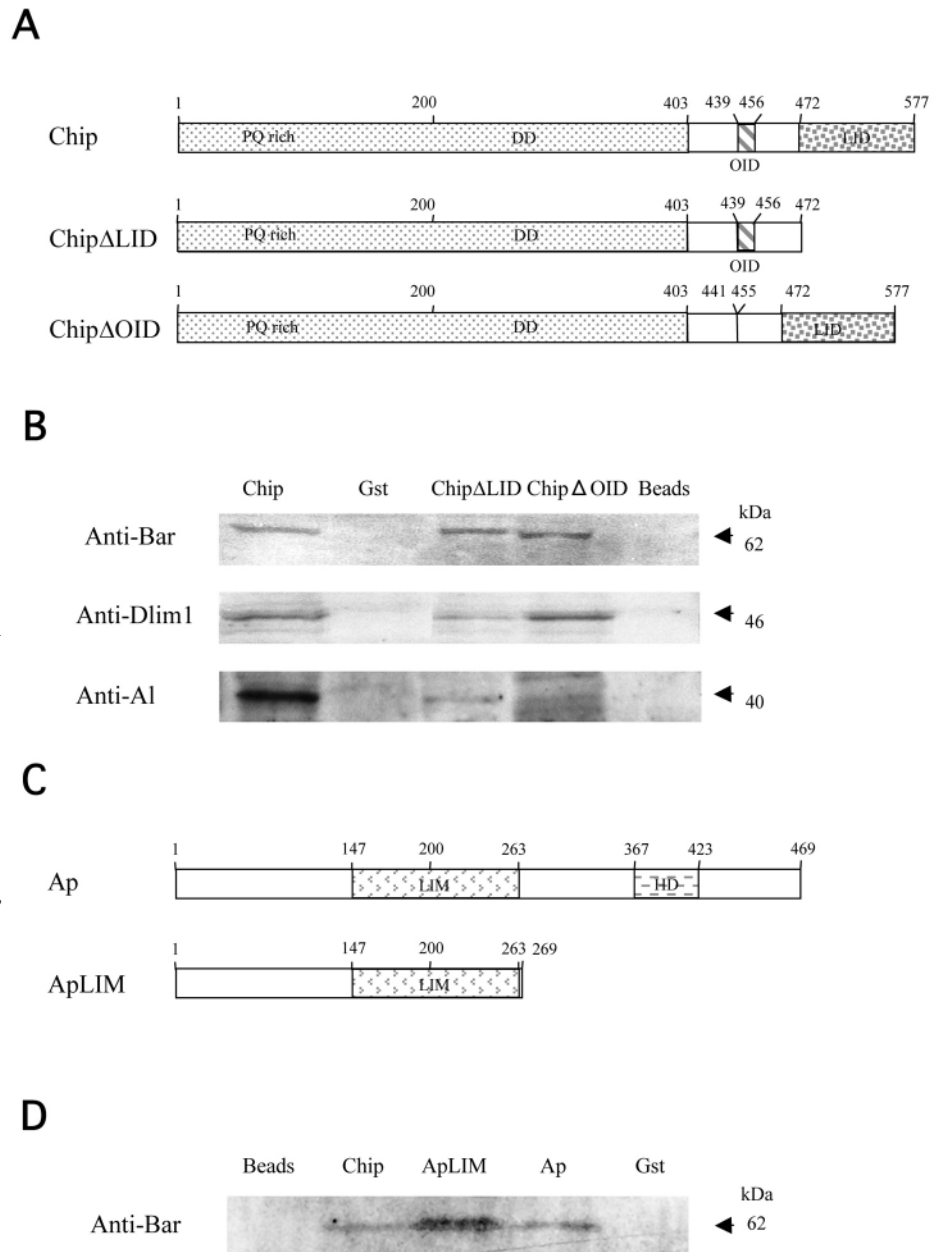 A
1 200 403 439 456 472 577
Chip PQ rich DD LID
OID
1 200 403 439 456 472
ChipΔLID PQ rich DD
OID
1 200 403 441 455 472 577
ChipΔOID PQ rich DD LID
B
Chip Gst ChipΔLID ChipΔOID Beads
kDa
Anti-Bar 62
Anti-Dlim1 46
Anti-Al 40
C
1 147 200 263 367 423 469
Ap LIM HD
1 147 200 263 269
ApLIM LIM
D
Beads Chip ApLIM Ap Gst
kDa
Anti-Bar 62